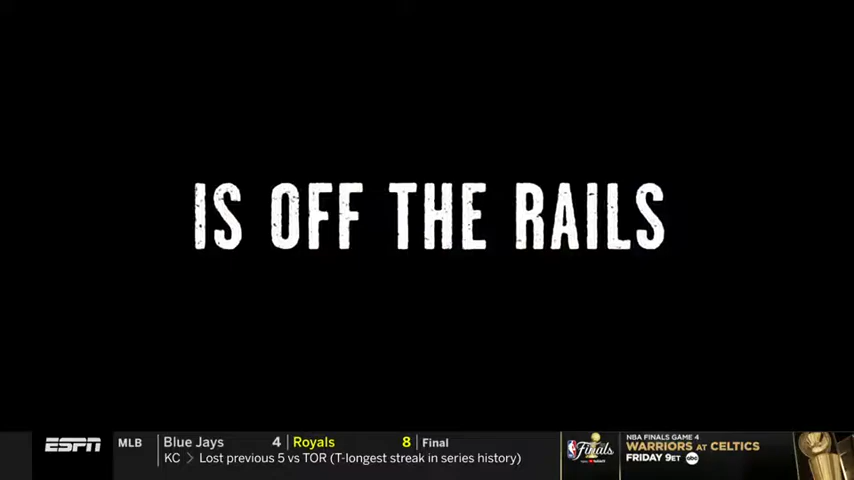 IS OFF THE RAILS
ESPN
MLB
Blue Jays 4 Royals 8 Final
KC > Lost previous 5 vs TOR (T-longest streak in series history)
Finals
NBA FINALS GAME 4
WARRIORS AT CELTICS
FRIDAY 9ET abc